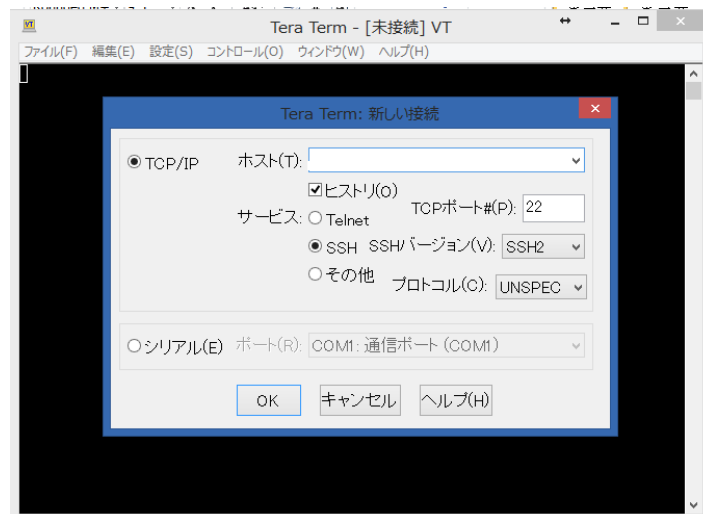 Tera Term - [未接続] VT
ファイル(F) 編集(E) 設定(S) コントロール(O) ウィンドウ(W) ヘルプ(H)
Tera Term: 新しい接続
TCP/IP ホスト(T):
ヒストリ(O)
サービス: Telnet TCPポート#(P): 22
SSH SSHバージョン(V): SSH2
その他 プロトコル(C): UNSPEC
シリアル(E) ポート(R): COM1: 通信ポート (COM1)
OK キャンセル ヘルプ(H)